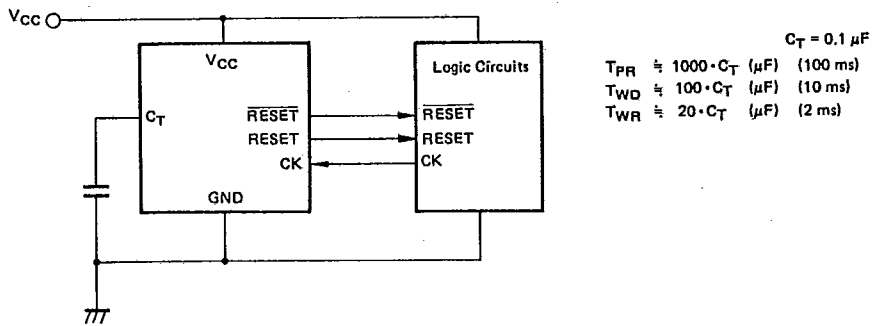 VCC
VCC
CT
RESET
RESET
CK
GND
Logic Circuits
RESET
RESET
CK
CT = 0.1 μF
TPR ≒ 1000·CT (μF) (100 ms)
TWD ≒ 100·CT (μF) (10 ms)
TWR ≒ 20·CT (μF) (2 ms)